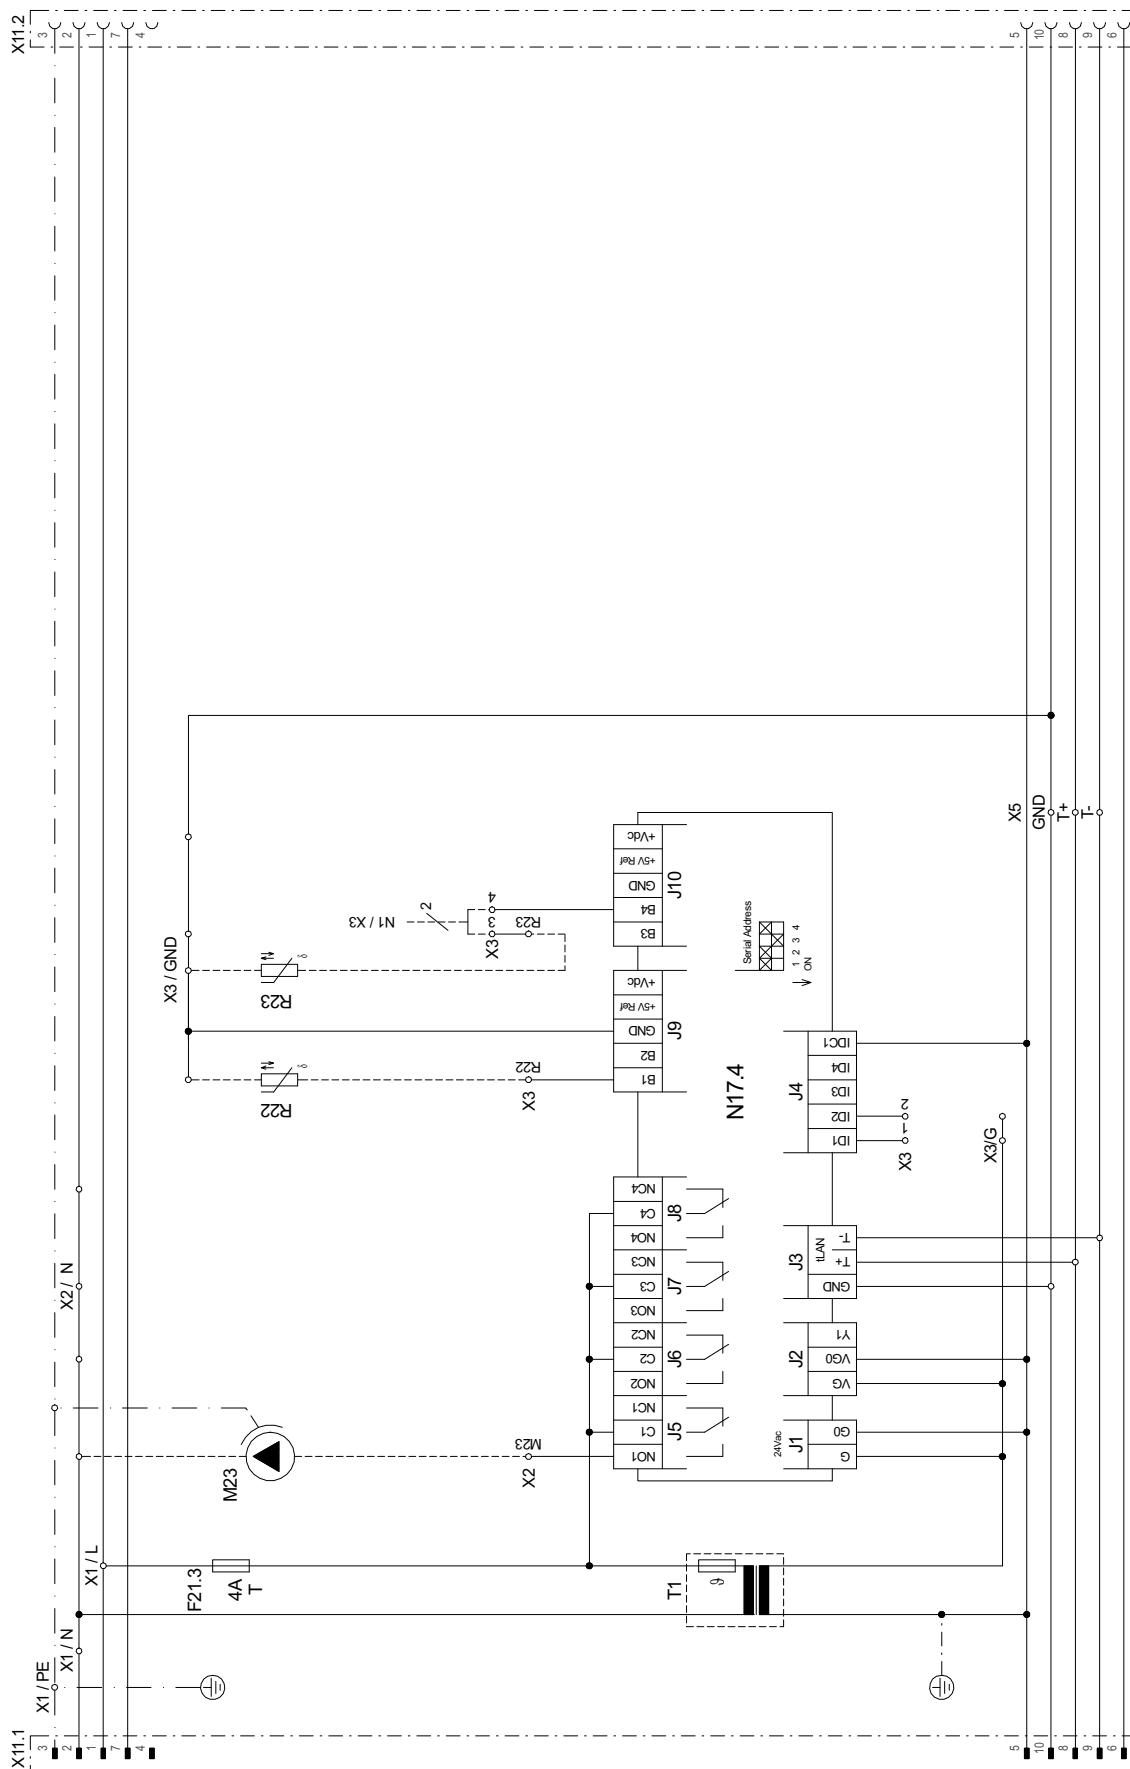 X11.2
3
2
1
7
4
5
10
8
9
6
X5
GND
T+
T-
X3 / GND
R23
R22
N1 / X3
2
X3
3
4
R23
X3
R22
+Vdc
+5V Ref
GND
B4
B3
J10
+Vdc
+5V Ref
GND
B2
B1
J9
Serial Address
1 2 3 4
ON
N17.4
IDC1
ID4
ID3
ID2
ID1
J4
X3
1
2
X3/G
X2 / N
NC4
C4
NO4
J8
NC3
C3
NO3
J7
NC2
C2
NO2
J6
NC1
C1
NO1
J5
T-
T+
GND
tLAN
J3
Y1
VG0
VG
J2
G0
G
J1
24Vac
M23
X2
M23
X1 / L
F21.3
4A
T
T1
ϑ
X1 / N
X1 / PE
X11.1
3
2
1
7
4
5
10
8
9
6